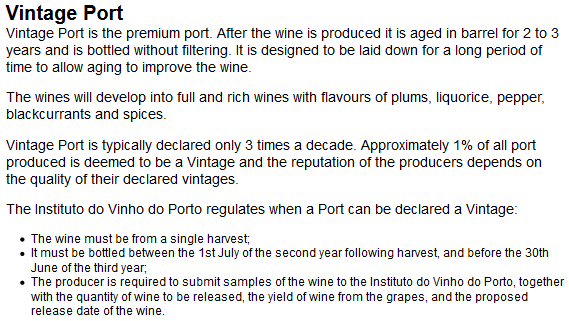 Vintage Port
Vintage Port is the premium port. After the wine is produced it is aged in barrel for 2 to 3
years and is bottled without filtering. It is designed to be laid down for a long period of
time to allow aging to improve the wine.
The wines will develop into full and rich wines with flavours of plums, liquorice, pepper,
blackcurrants and spices.
Vintage Port is typically declared only 3 times a decade. Approximately 1% of all port
produced is deemed to be a Vintage and the reputation of the producers depends on
the quality of their declared vintages.
The Instituto do Vinho do Porto regulates when a Port can be declared a Vintage:
• The wine must be from a single harvest;
• It must be bottled between the 1st July of the second year following harvest, and before the 30th
June of the third year;
• The producer is required to submit samples of the wine to the Instituto do Vinho do Porto, together
with the quantity of wine to be released, the yield of wine from the grapes, and the proposed
release date of the wine.